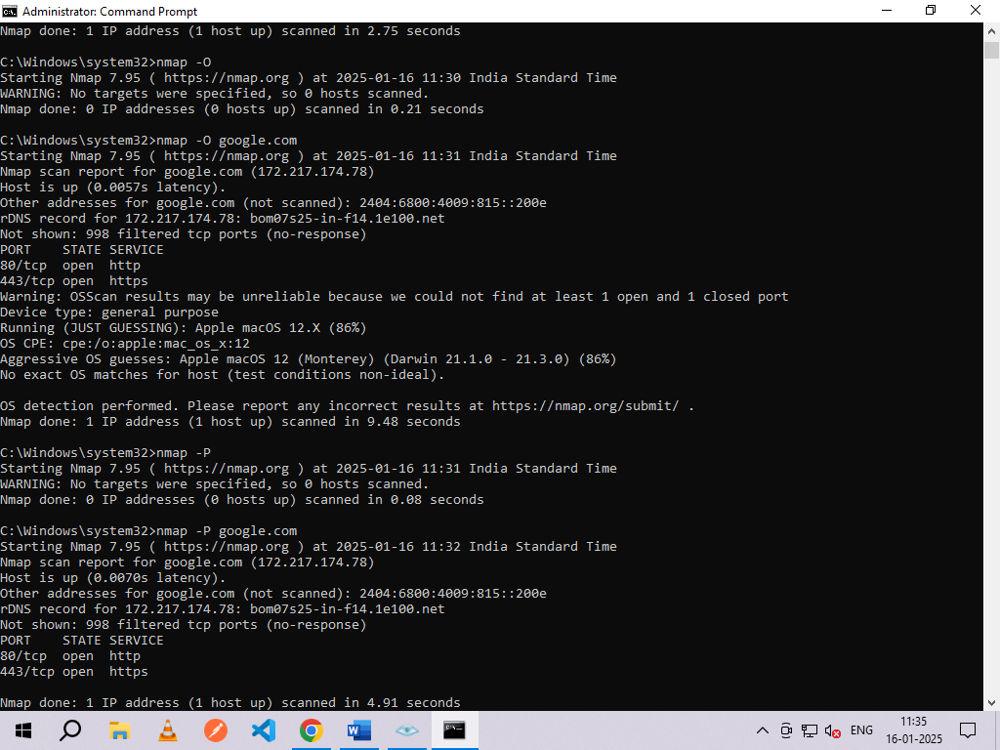 Administrator: Command Prompt
Nmap done: 1 IP address (1 host up) scanned in 2.75 seconds
C:\Windows\system32>nmap -O
Starting Nmap 7.95 ( https://nmap.org ) at 2025-01-16 11:30 India Standard Time
WARNING: No targets were specified, so 0 hosts scanned.
Nmap done: 0 IP addresses (0 hosts up) scanned in 0.21 seconds
C:\Windows\system32>nmap -O google.com
Starting Nmap 7.95 ( https://nmap.org ) at 2025-01-16 11:31 India Standard Time
Nmap scan report for google.com (172.217.174.78)
Host is up (0.0057s latency).
Other addresses for google.com (not scanned): 2404:6800:4009:815::200e
rDNS record for 172.217.174.78: bom07s25-in-f14.1e100.net
Not shown: 998 filtered tcp ports (no-response)
PORT    STATE SERVICE
80/tcp  open  http
443/tcp open  https
Warning: OSScan results may be unreliable because we could not find at least 1 open and 1 closed port
Device type: general purpose
Running (JUST GUESSING): Apple macOS 12.X (86%)
OS CPE: cpe:/o:apple:mac_os_x:12
Aggressive OS guesses: Apple macOS 12 (Monterey) (Darwin 21.1.0 - 21.3.0) (86%)
No exact OS matches for host (test conditions non-ideal).
OS detection performed. Please report any incorrect results at https://nmap.org/submit/ .
Nmap done: 1 IP address (1 host up) scanned in 9.48 seconds
C:\Windows\system32>nmap -P
Starting Nmap 7.95 ( https://nmap.org ) at 2025-01-16 11:31 India Standard Time
WARNING: No targets were specified, so 0 hosts scanned.
Nmap done: 0 IP addresses (0 hosts up) scanned in 0.08 seconds
C:\Windows\system32>nmap -P google.com
Starting Nmap 7.95 ( https://nmap.org ) at 2025-01-16 11:32 India Standard Time
Nmap scan report for google.com (172.217.174.78)
Host is up (0.0070s latency).
Other addresses for google.com (not scanned): 2404:6800:4009:815::200e
rDNS record for 172.217.174.78: bom07s25-in-f14.1e100.net
Not shown: 998 filtered tcp ports (no-response)
PORT    STATE SERVICE
80/tcp  open  http
443/tcp open  https
Nmap done: 1 IP address (1 host up) scanned in 4.91 seconds
ENG
11:35
16-01-2025